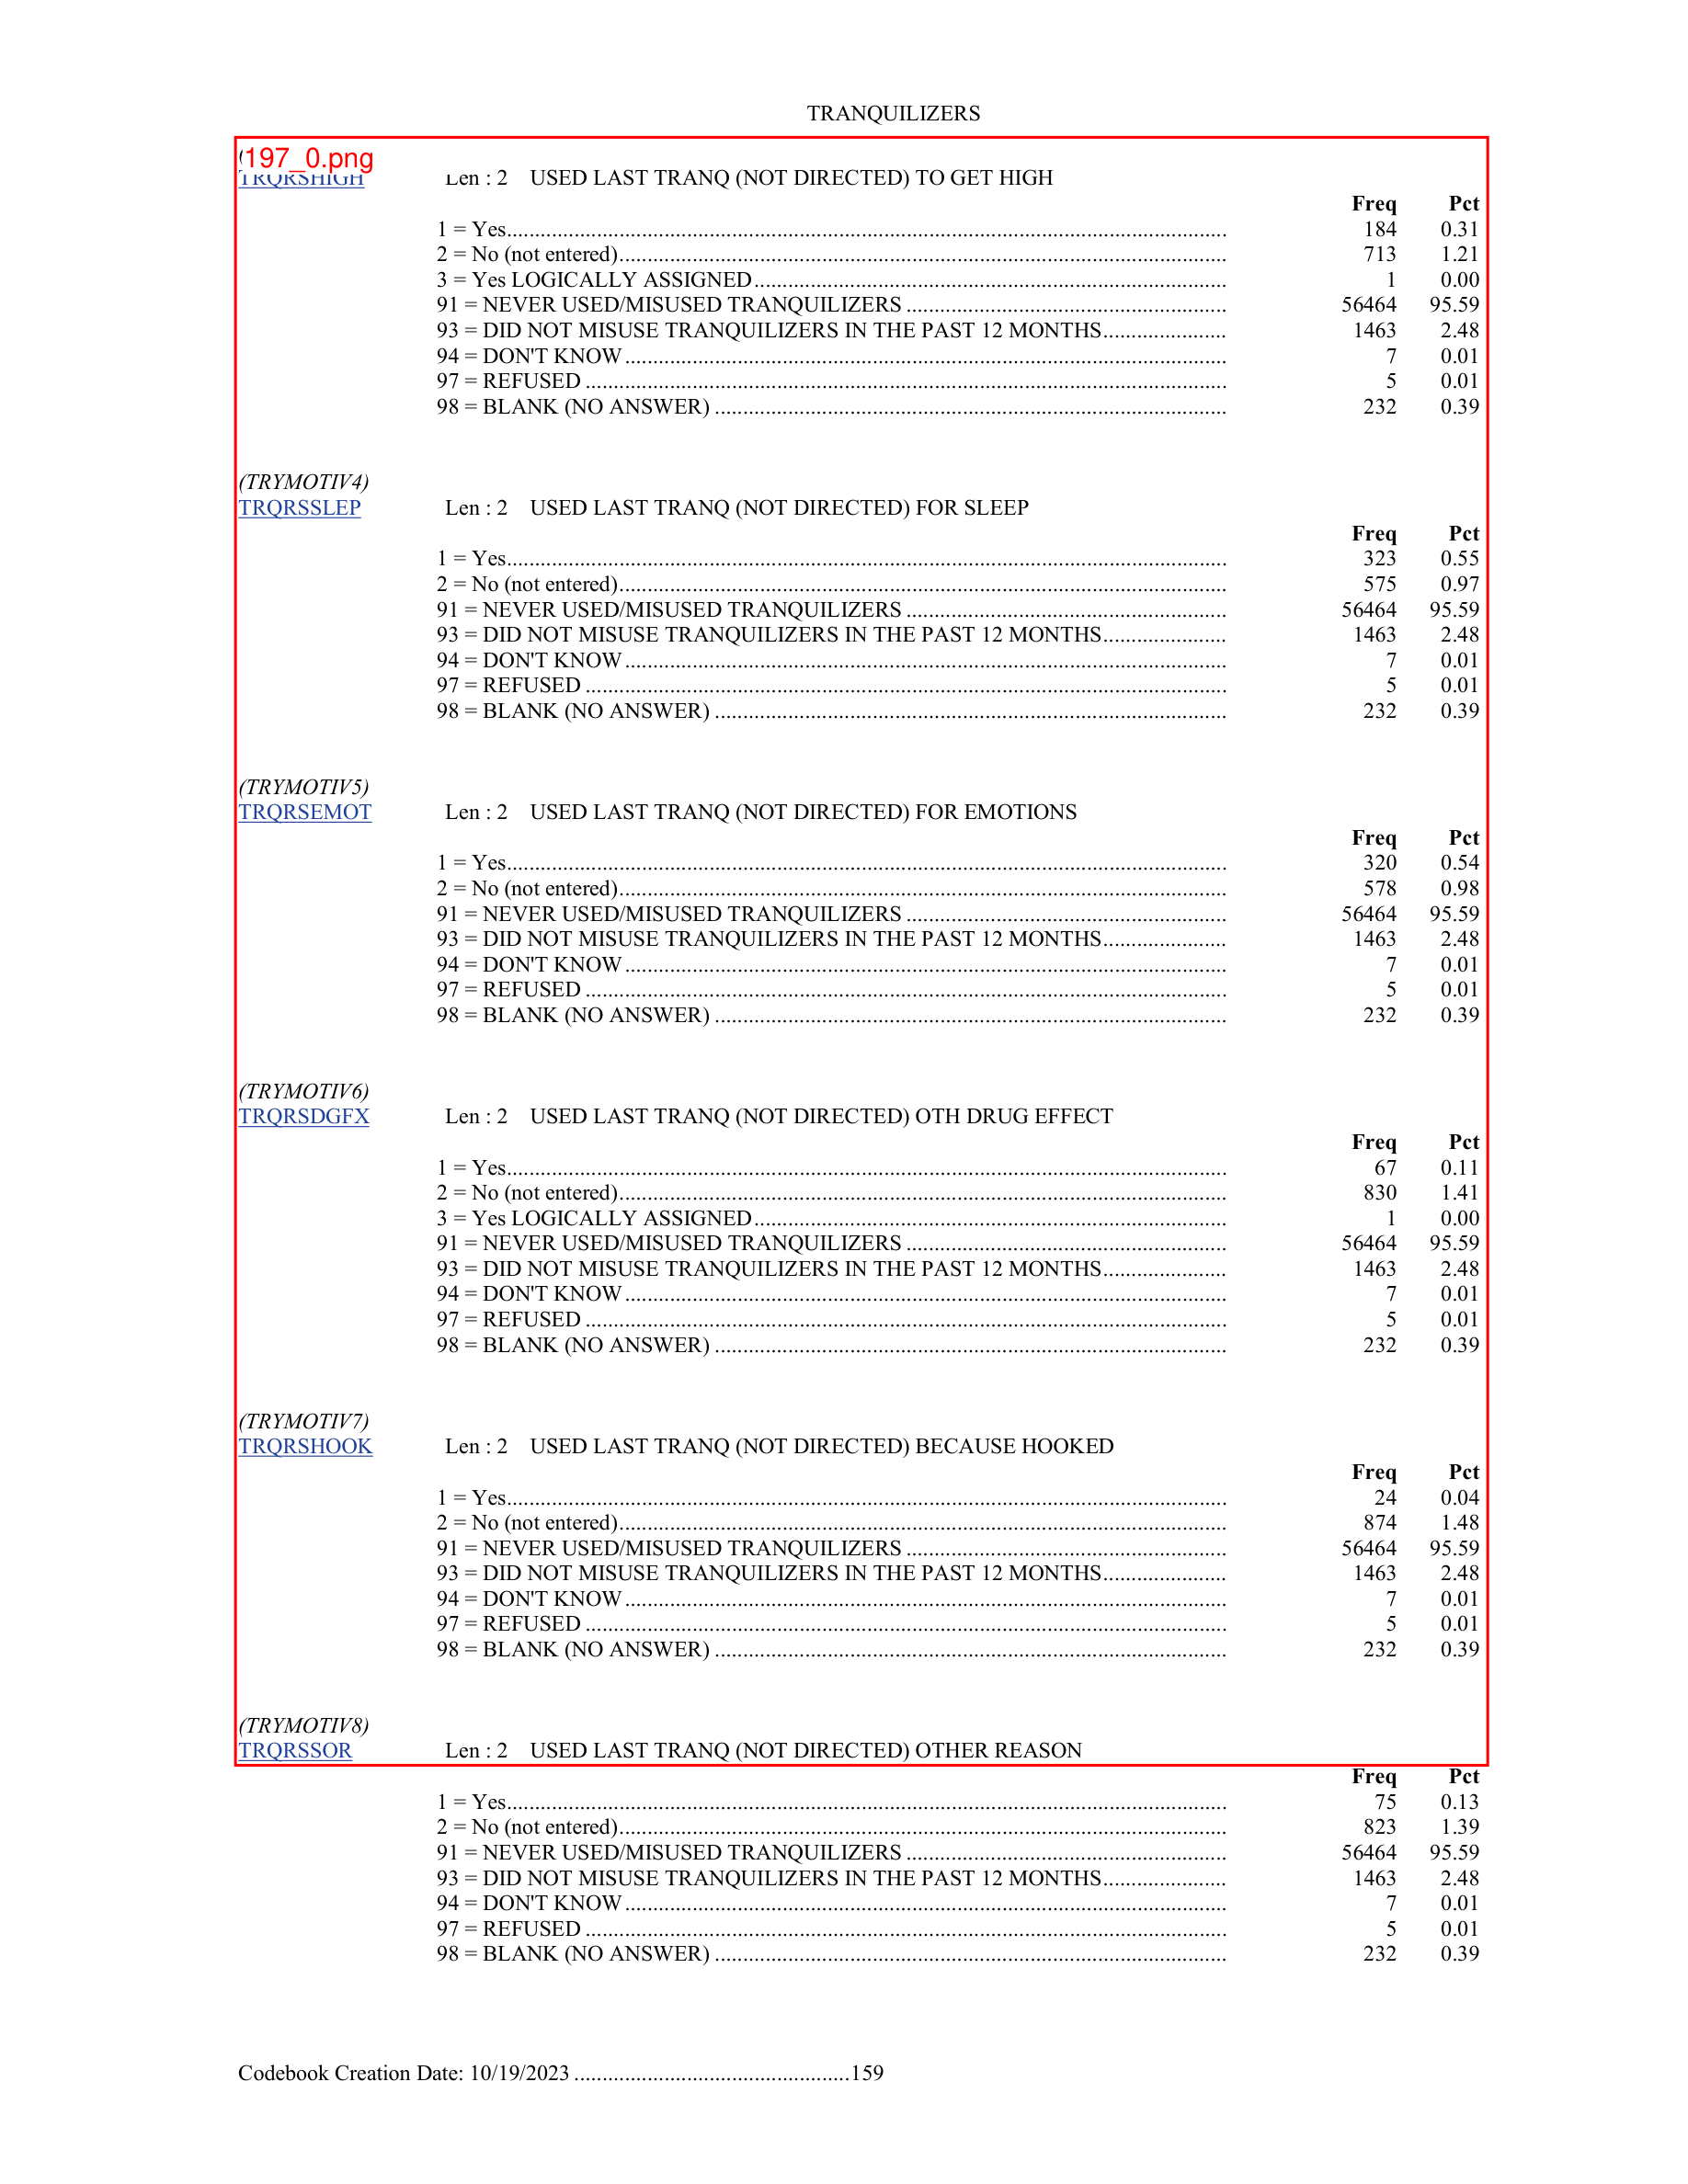 TRANQUILIZERS
197_0.png
TRQRSHIGH Len : 2 USED LAST TRANQ (NOT DIRECTED) TO GET HIGH
Freq Pct
1 = Yes 184 0.31
2 = No (not entered) 713 1.21
3 = Yes LOGICALLY ASSIGNED 1 0.00
91 = NEVER USED/MISUSED TRANQUILIZERS 56464 95.59
93 = DID NOT MISUSE TRANQUILIZERS IN THE PAST 12 MONTHS 1463 2.48
94 = DON'T KNOW 7 0.01
97 = REFUSED 5 0.01
98 = BLANK (NO ANSWER) 232 0.39
(TRYMOTIV4)
TRQRSSLEP Len : 2 USED LAST TRANQ (NOT DIRECTED) FOR SLEEP
Freq Pct
1 = Yes 323 0.55
2 = No (not entered) 575 0.97
91 = NEVER USED/MISUSED TRANQUILIZERS 56464 95.59
93 = DID NOT MISUSE TRANQUILIZERS IN THE PAST 12 MONTHS 1463 2.48
94 = DON'T KNOW 7 0.01
97 = REFUSED 5 0.01
98 = BLANK (NO ANSWER) 232 0.39
(TRYMOTIV5)
TRQRSEMOT Len : 2 USED LAST TRANQ (NOT DIRECTED) FOR EMOTIONS
Freq Pct
1 = Yes 320 0.54
2 = No (not entered) 578 0.98
91 = NEVER USED/MISUSED TRANQUILIZERS 56464 95.59
93 = DID NOT MISUSE TRANQUILIZERS IN THE PAST 12 MONTHS 1463 2.48
94 = DON'T KNOW 7 0.01
97 = REFUSED 5 0.01
98 = BLANK (NO ANSWER) 232 0.39
(TRYMOTIV6)
TRQRSDGFX Len : 2 USED LAST TRANQ (NOT DIRECTED) OTH DRUG EFFECT
Freq Pct
1 = Yes 67 0.11
2 = No (not entered) 830 1.41
3 = Yes LOGICALLY ASSIGNED 1 0.00
91 = NEVER USED/MISUSED TRANQUILIZERS 56464 95.59
93 = DID NOT MISUSE TRANQUILIZERS IN THE PAST 12 MONTHS 1463 2.48
94 = DON'T KNOW 7 0.01
97 = REFUSED 5 0.01
98 = BLANK (NO ANSWER) 232 0.39
(TRYMOTIV7)
TRQRSHOOK Len : 2 USED LAST TRANQ (NOT DIRECTED) BECAUSE HOOKED
Freq Pct
1 = Yes 24 0.04
2 = No (not entered) 874 1.48
91 = NEVER USED/MISUSED TRANQUILIZERS 56464 95.59
93 = DID NOT MISUSE TRANQUILIZERS IN THE PAST 12 MONTHS 1463 2.48
94 = DON'T KNOW 7 0.01
97 = REFUSED 5 0.01
98 = BLANK (NO ANSWER) 232 0.39
(TRYMOTIV8)
TRQRSSOR Len : 2 USED LAST TRANQ (NOT DIRECTED) OTHER REASON
Freq Pct
1 = Yes 75 0.13
2 = No (not entered) 823 1.39
91 = NEVER USED/MISUSED TRANQUILIZERS 56464 95.59
93 = DID NOT MISUSE TRANQUILIZERS IN THE PAST 12 MONTHS 1463 2.48
94 = DON'T KNOW 7 0.01
97 = REFUSED 5 0.01
98 = BLANK (NO ANSWER) 232 0.39
Codebook Creation Date: 10/19/2023 159